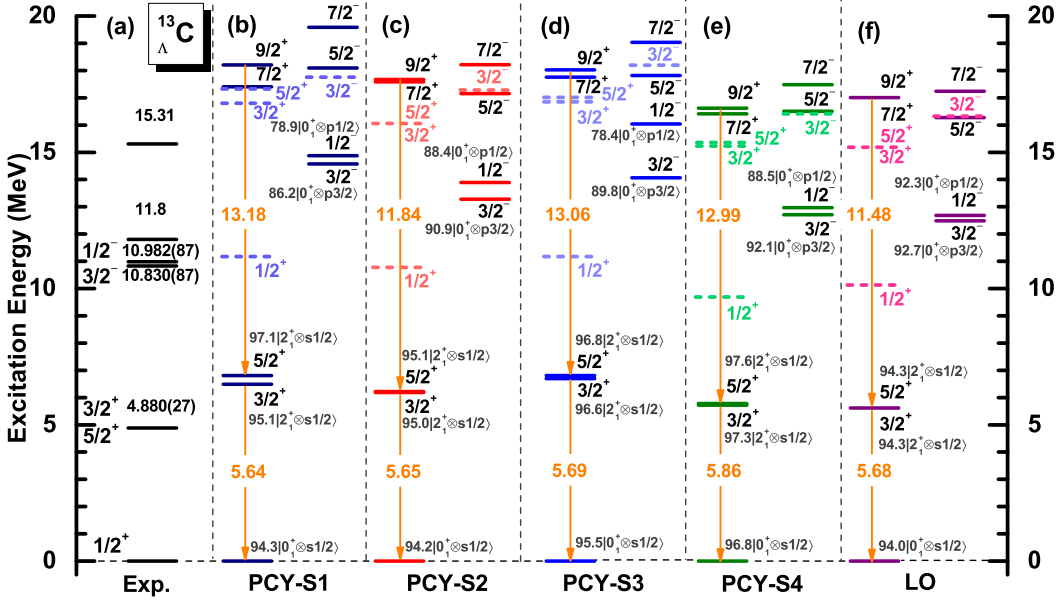 20
15
10
5
0
Excitation Energy (MeV)
(a)
13
Λ C
15.31
11.8
1/2⁻ 10.982(87)
3/2⁻ 10.830(87)
3/2⁺ 4.880(27)
5/2⁺
1/2⁺
Exp.
(b)
7/2⁻
9/2⁺
5/2⁻
7/2⁺
5/2⁺ 3/2⁻
3/2⁺
78.9|0₁⁺⊗p1/2⟩
1/2⁻
3/2⁻
86.2|0₁⁺⊗p3/2⟩
13.18
1/2⁺
97.1|2₁⁺⊗s1/2⟩
5/2⁺
3/2⁺
95.1|2₁⁺⊗s1/2⟩
5.64
94.3|0₁⁺⊗s1/2⟩
PCY-S1
(c)
7/2⁻
9/2⁺
3/2⁻
7/2⁺
5/2⁻
5/2⁺
3/2⁺
88.4|0₁⁺⊗p1/2⟩
1/2⁻
3/2⁻
90.9|0₁⁺⊗p3/2⟩
11.84
1/2⁺
95.1|2₁⁺⊗s1/2⟩
5/2⁺
3/2⁺
95.0|2₁⁺⊗s1/2⟩
5.65
94.2|0₁⁺⊗s1/2⟩
PCY-S2
(d)
7/2⁻
9/2⁺
3/2⁻
7/2⁺
5/2⁻
5/2⁺
3/2⁺
1/2⁻
78.4|0₁⁺⊗p1/2⟩
3/2⁻
89.8|0₁⁺⊗p3/2⟩
13.06
1/2⁺
96.8|2₁⁺⊗s1/2⟩
5/2⁺
3/2⁺
96.6|2₁⁺⊗s1/2⟩
5.69
95.5|0₁⁺⊗s1/2⟩
PCY-S3
(e)
7/2⁻
9/2⁺
5/2⁻
7/2⁺
3/2⁻
5/2⁺
3/2⁺
88.5|0₁⁺⊗p1/2⟩
1/2⁻
3/2⁻
92.1|0₁⁺⊗p3/2⟩
12.99
1/2⁺
97.6|2₁⁺⊗s1/2⟩
5/2⁺
3/2⁺
97.3|2₁⁺⊗s1/2⟩
5.86
96.8|0₁⁺⊗s1/2⟩
PCY-S4
(f)
7/2⁻
9/2⁺
3/2⁻
7/2⁺
5/2⁻
5/2⁺
3/2⁺
92.3|0₁⁺⊗p1/2⟩
1/2⁻
3/2⁻
92.7|0₁⁺⊗p3/2⟩
11.48
1/2⁺
94.3|2₁⁺⊗s1/2⟩
5/2⁺
3/2⁺
94.3|2₁⁺⊗s1/2⟩
5.68
94.0|0₁⁺⊗s1/2⟩
LO
20
15
10
5
0